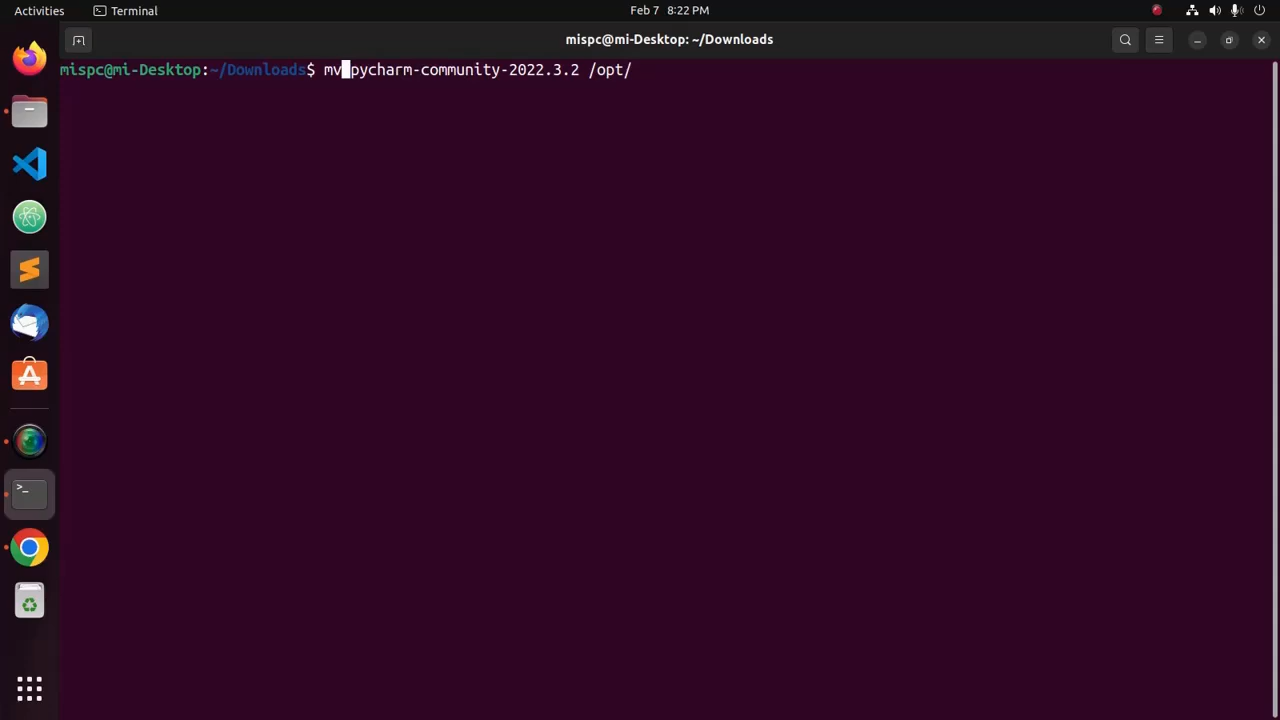 Activities Terminal Feb 7 8:22 PM
mispc@mi-Desktop: ~/Downloads
mispc@mi-Desktop:~/Downloads$ mv pycharm-community-2022.3.2 /opt/
>_